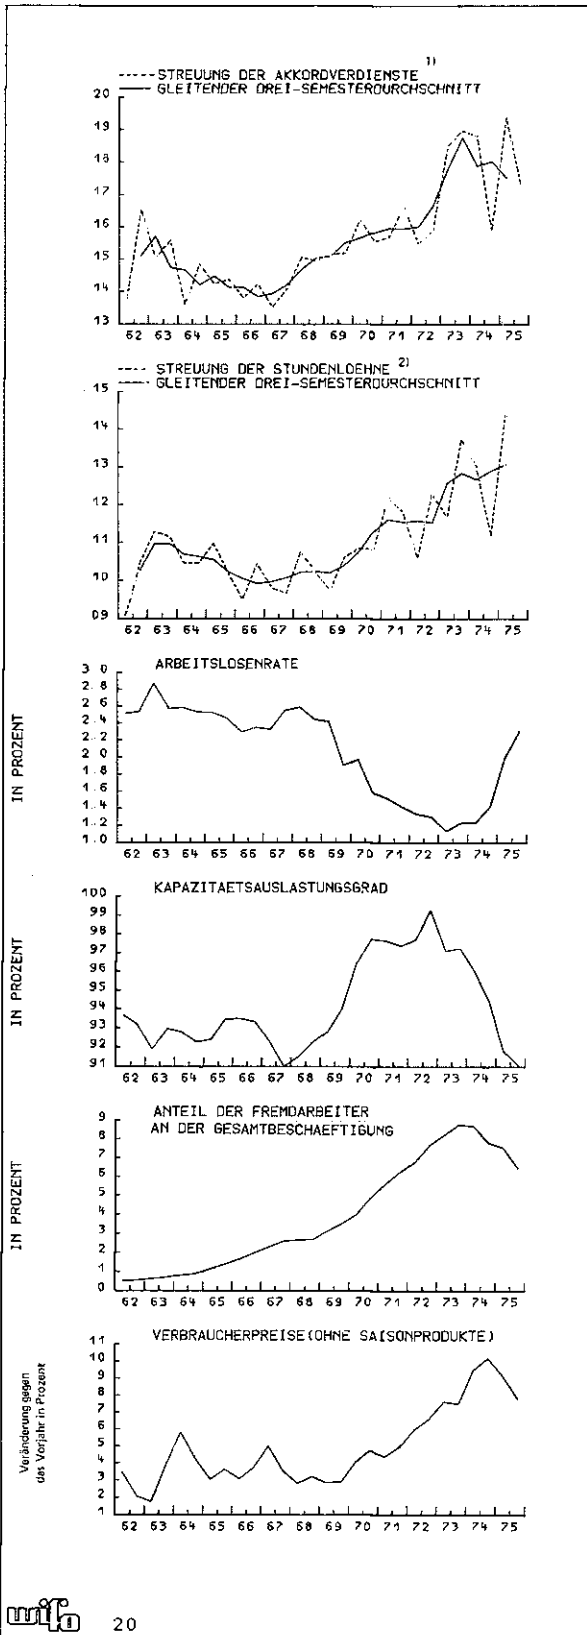 -----STREUUNG DER AKKORDVERDIENSTE 1)
GLEITENDER DREI-SEMESTERDURCHSCHNITT
20
19
18
17
16
15
14
13
62 63 64 65 66 67 68 69 70 71 72 73 74 75
---- STREUUNG DER STUNDENLOEHNE 2)
GLEITENDER DREI-SEMESTERDURCHSCHNITT
15
14
13
12
11
10
09
62 63 64 65 66 67 68 69 70 71 72 73 74 75
ARBEITSLOSENRATE
IN PROZENT
3.0
2.8
2.6
2.4
2.2
2.0
1.8
1.6
1.4
1.2
1.0
62 63 64 65 66 67 68 69 70 71 72 73 74 75
KAPAZITAETSAUSLASTUNGSGRAD
IN PROZENT
100
99
98
97
96
95
94
93
92
91
62 63 64 65 66 67 68 69 70 71 72 73 74 75
ANTEIL DER FREMDARBEITER
AN DER GESAMTBESCHAEFTIGUNG
IN PROZENT
9
8
7
6
5
4
3
2
1
0
62 63 64 65 66 67 68 69 70 71 72 73 74 75
VERBRAUCHERPREISE(OHNE SAISONPRODUKTE)
Veränderung gegen
das Vorjahr in Prozent
11
10
9
8
7
6
5
4
3
2
1
62 63 64 65 66 67 68 69 70 71 72 73 74 75
wifo 20